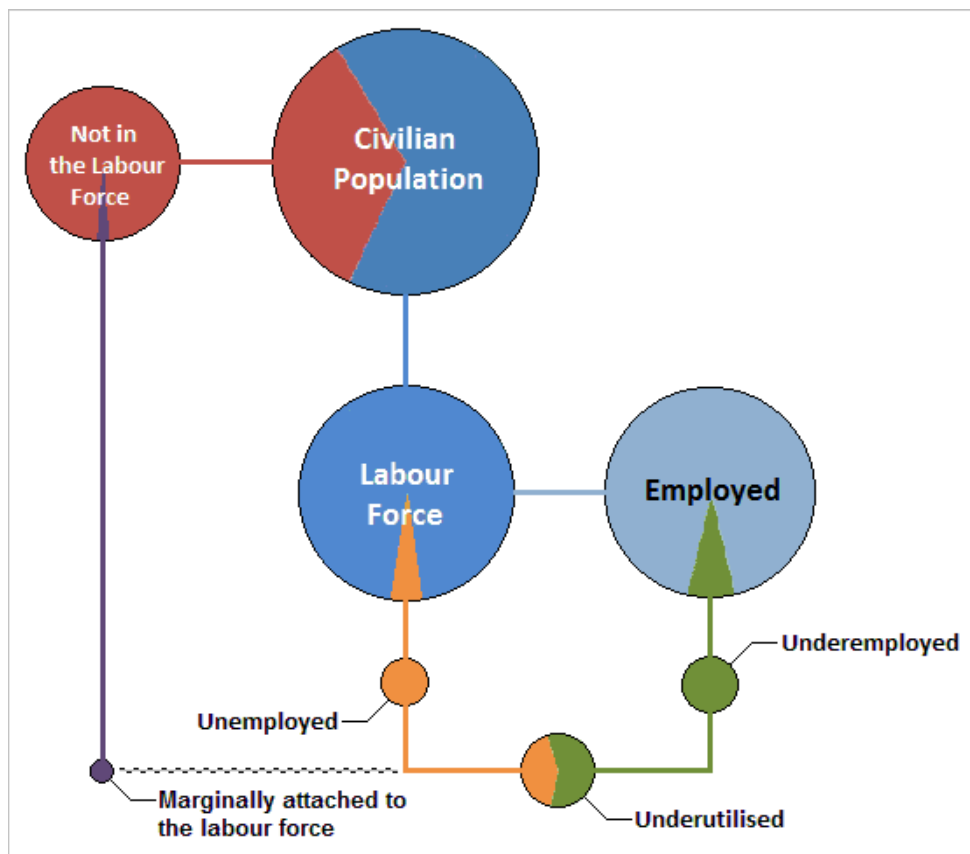 Not in
the Labour
Force
Civilian
Population
Labour
Force
Employed
Underemployed
Unemployed
Marginally attached to
the labour force
Underutilised